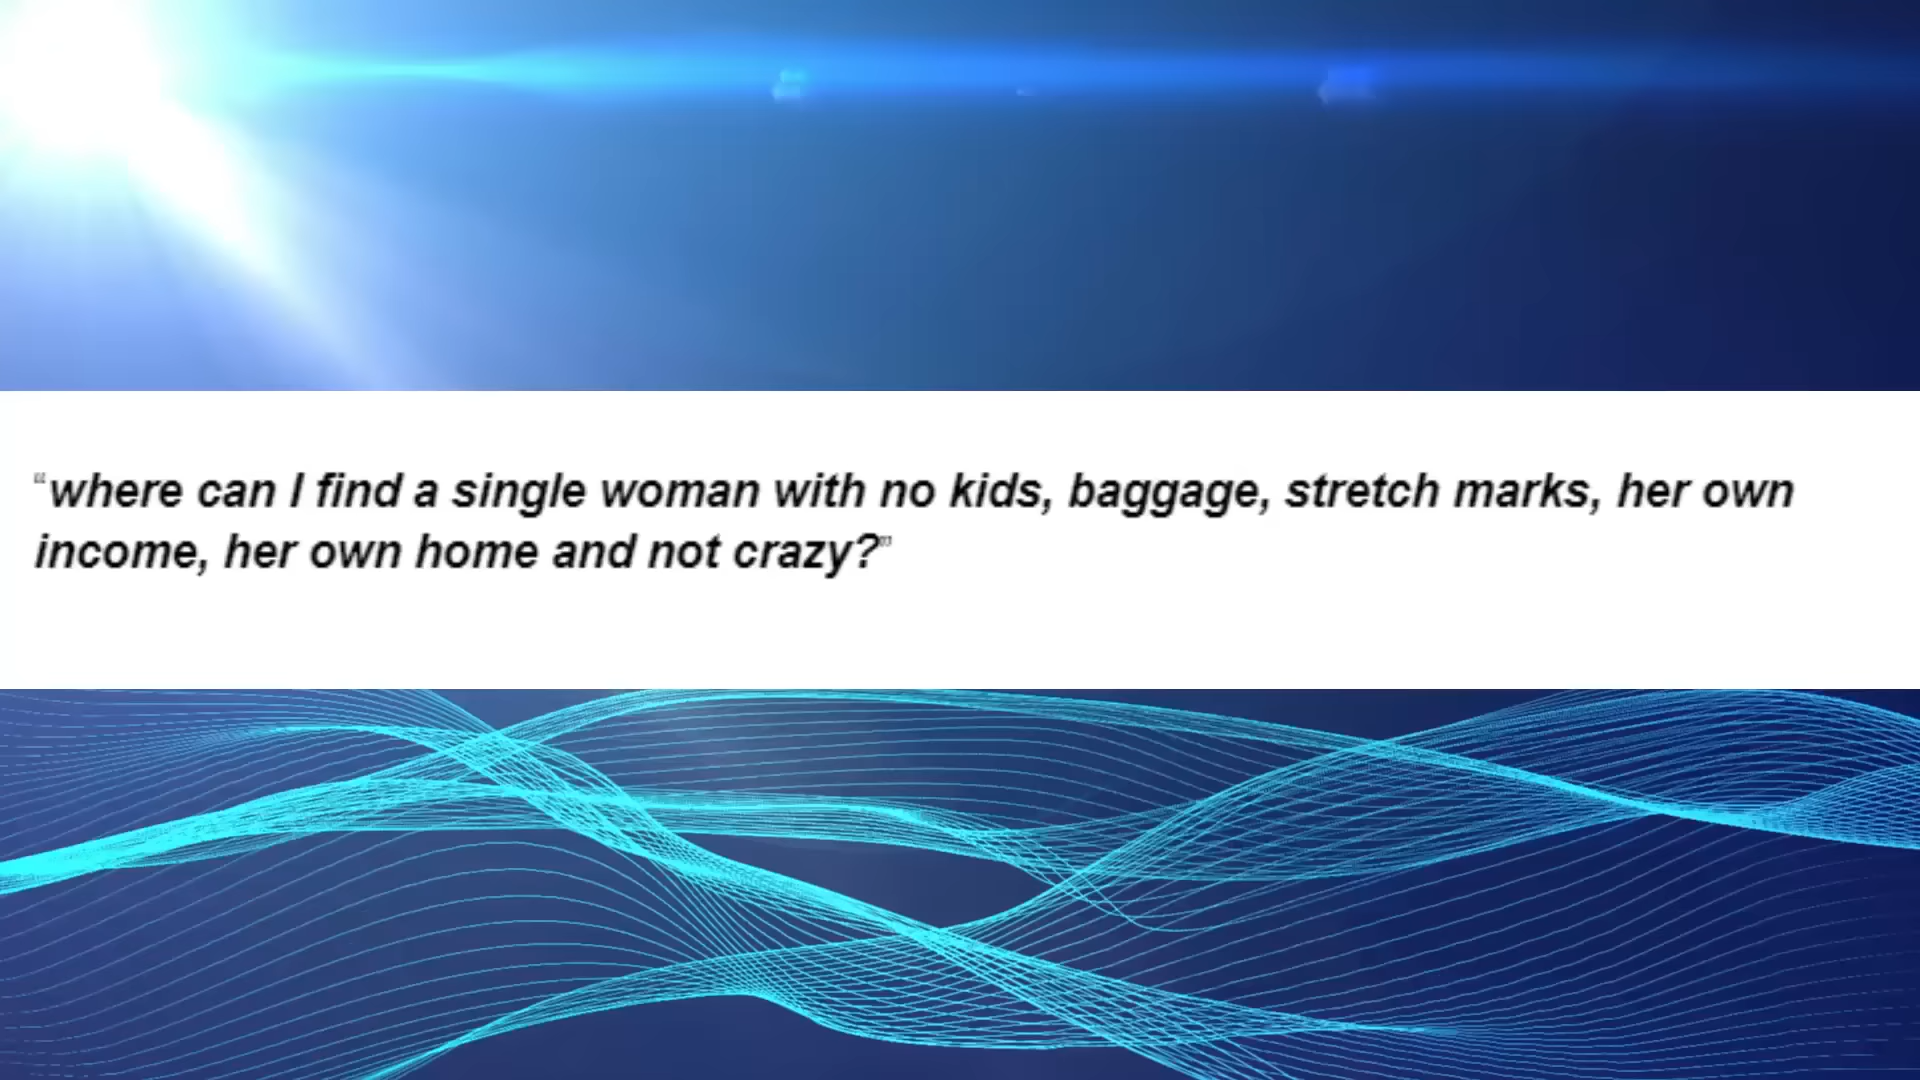 “where can I find a single woman with no kids, baggage, stretch marks, her own
income, her own home and not crazy?”